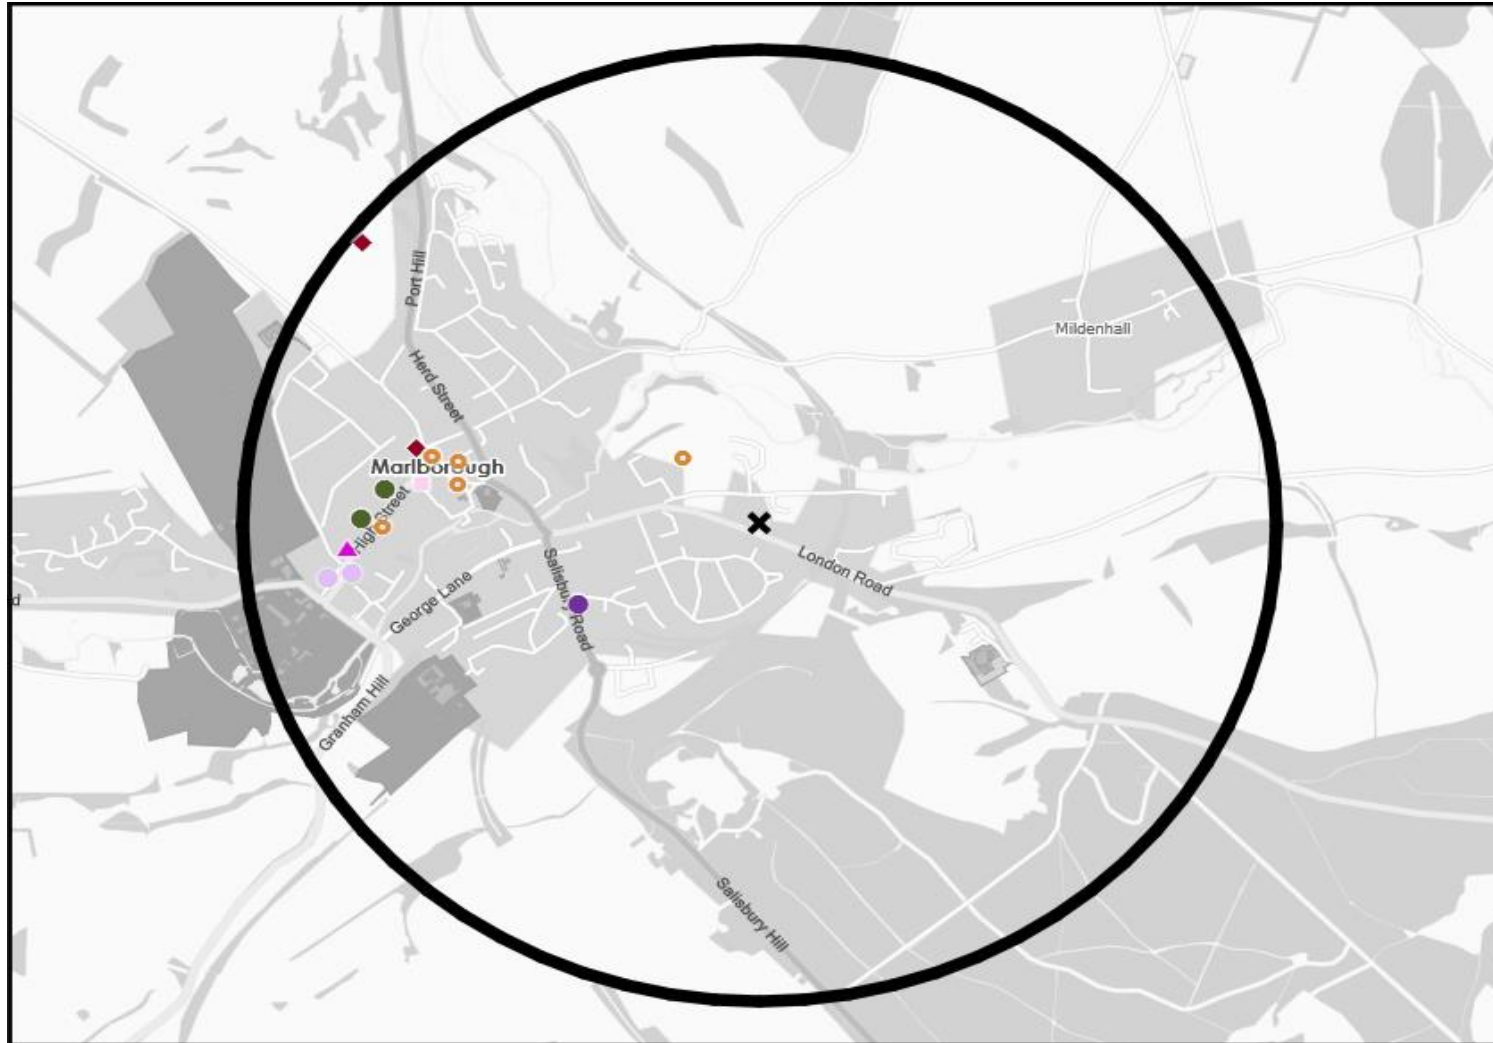 Port Hill
Mildenhall
Herd Street
Marlborough
High Street
London Road
Salisbury Road
George Lane
d
Granham Hill
Salisbury Hill